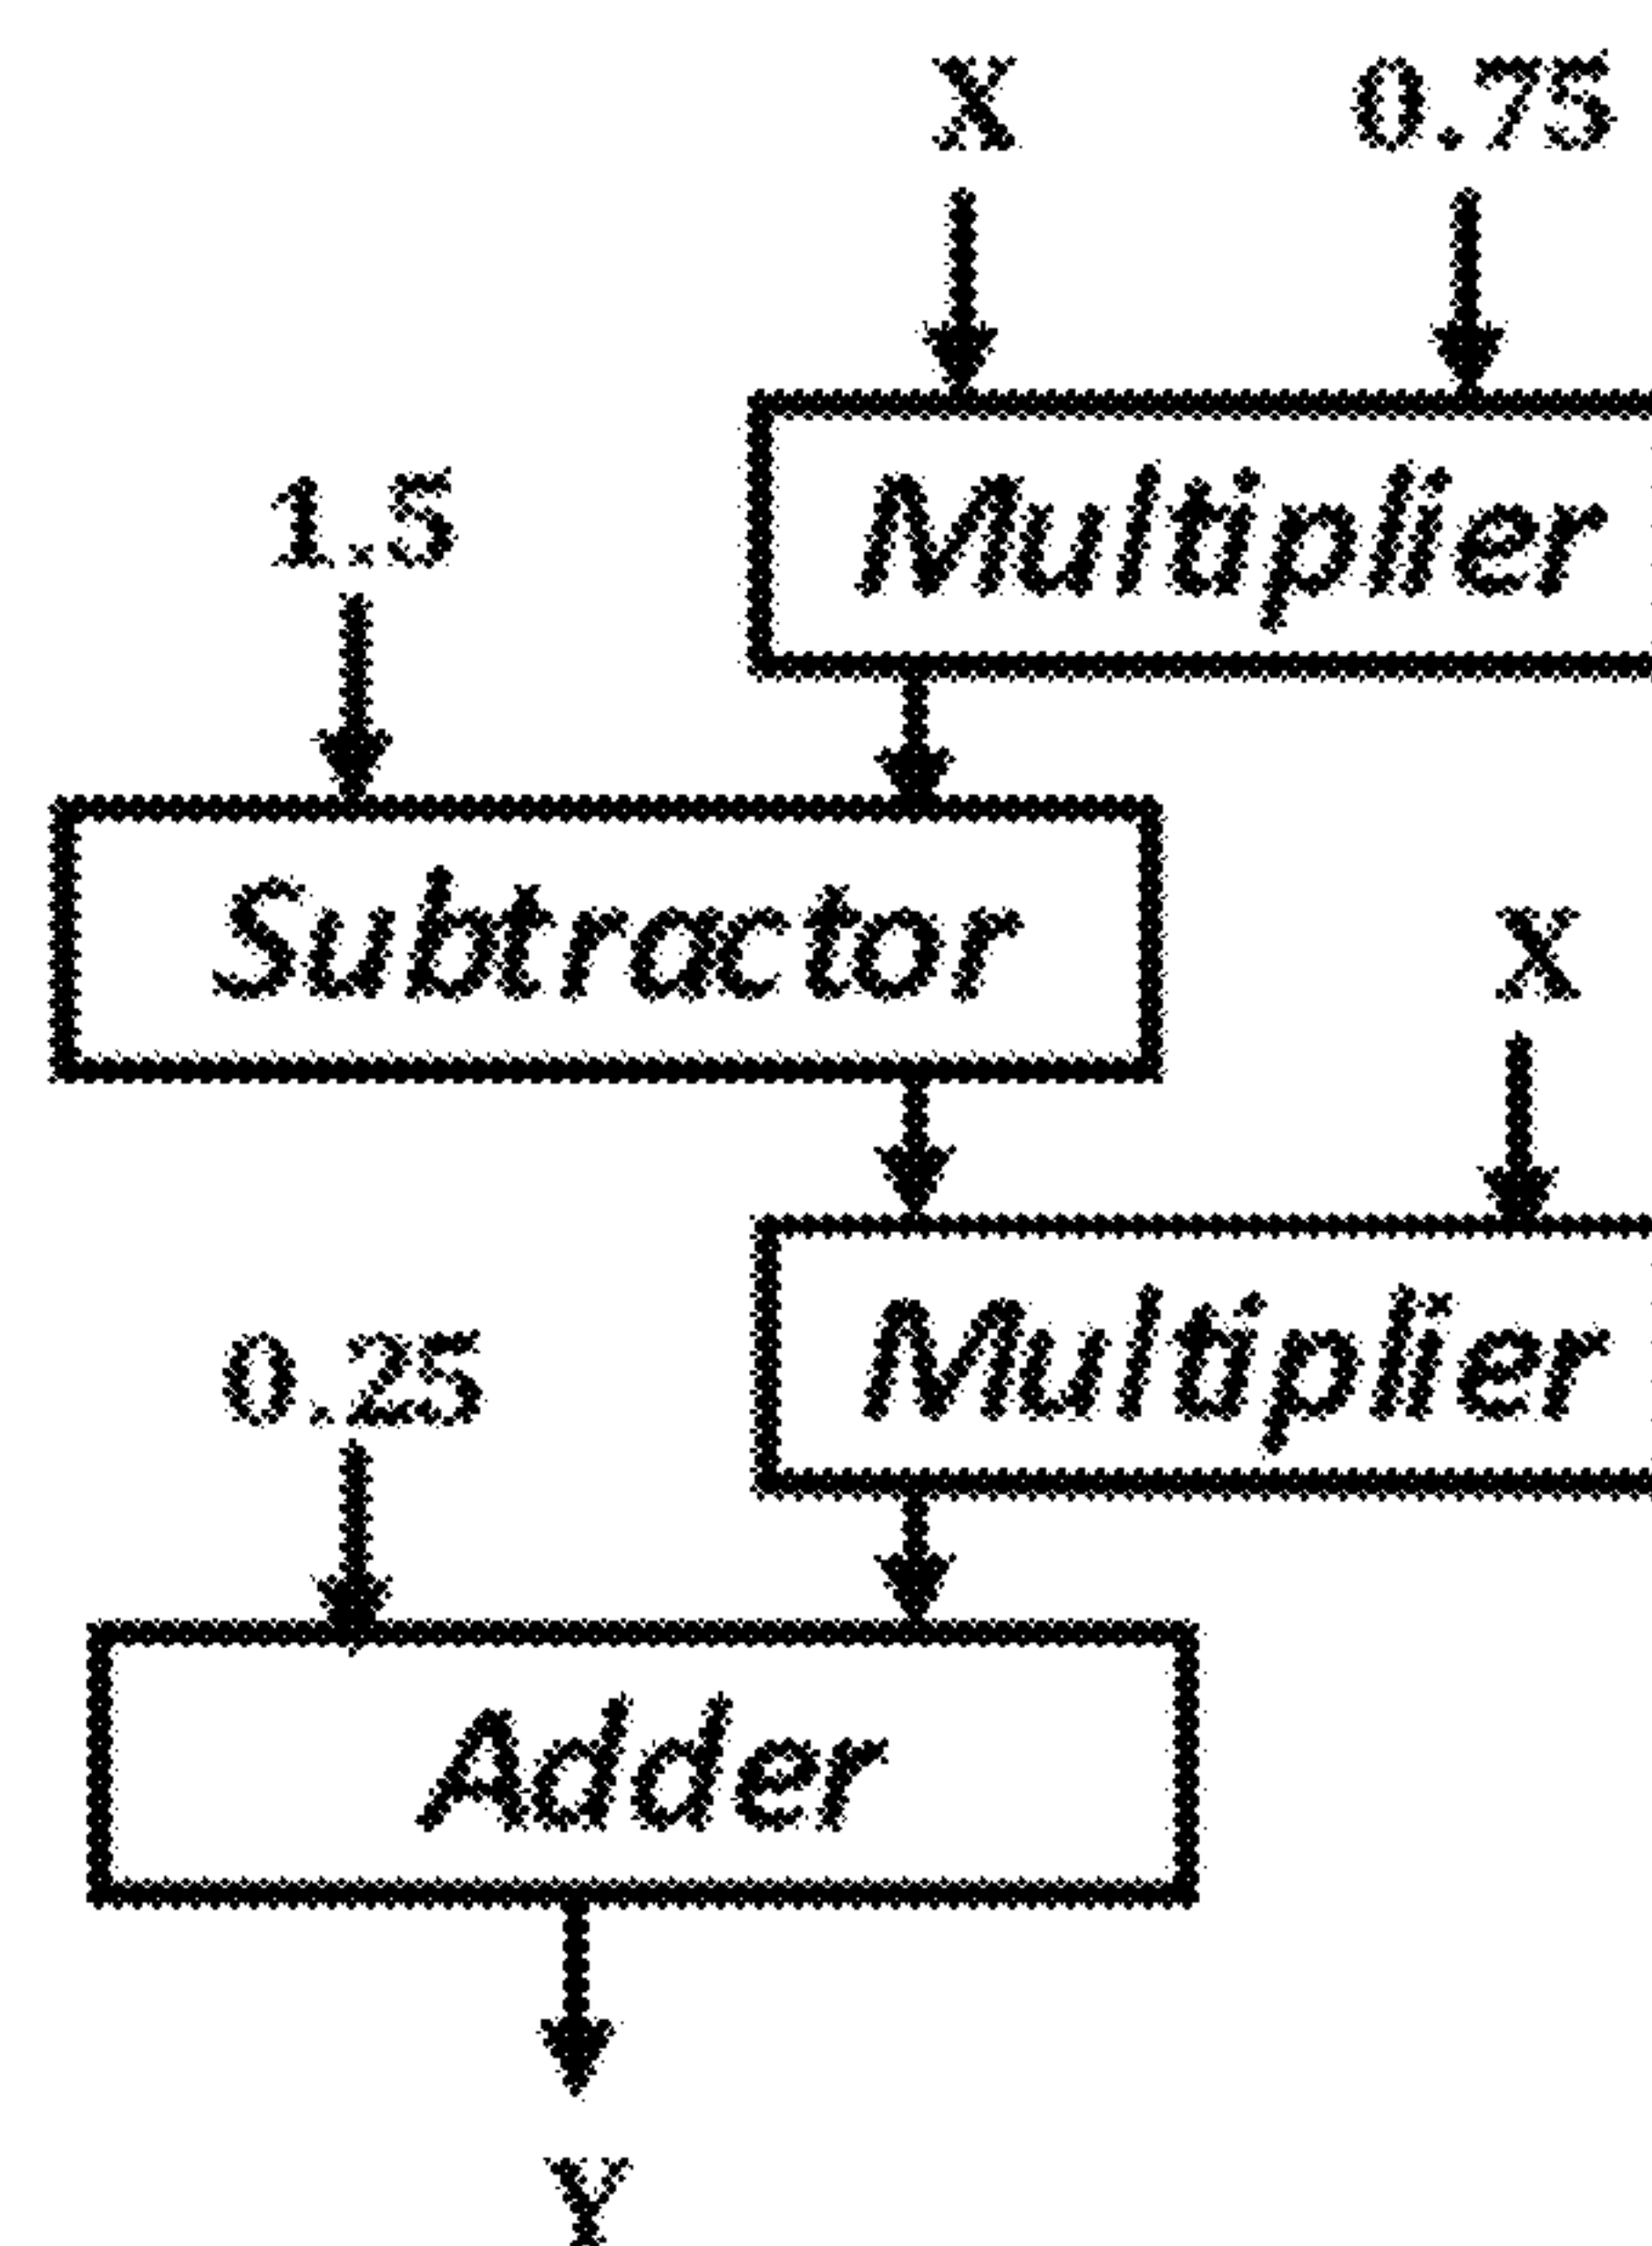 X 0.75
1.5 Multiplier
Subtractor X
0.25 Multiplier
Adder
Y